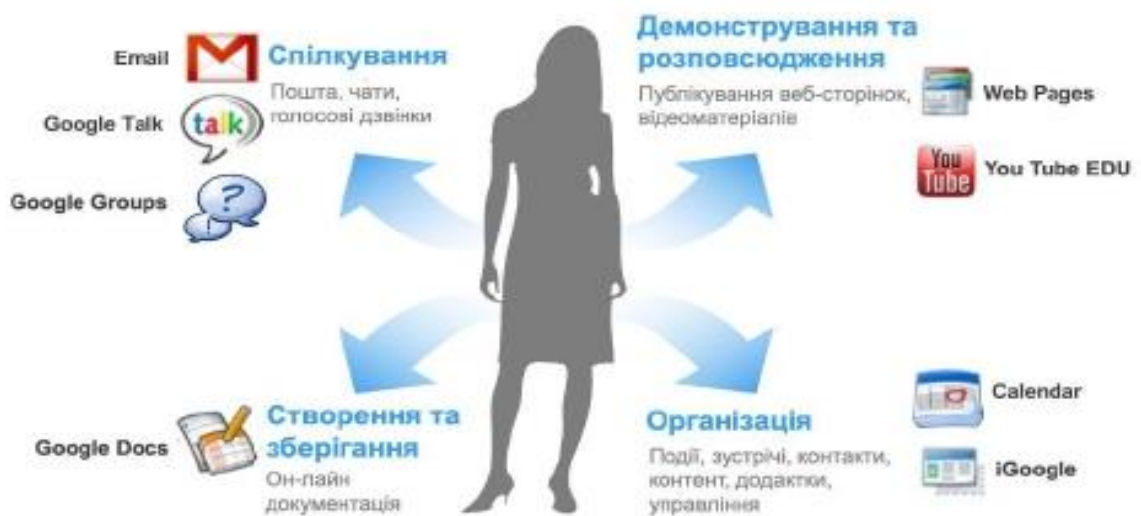 Email
Спілкування
Пошта, чати,
голосові дзвінки
Google Talk
talk
Google Groups
Демонстрування та
розповсюдження
Публікування веб-сторінок,
відеоматеріалів
Web Pages
You
Tube
You Tube EDU
Google Docs
Створення та
зберігання
Он-лайн
документація
Організація
Події, зустрічі, контакти,
контент, додактки,
управління
Calendar
iGoogle